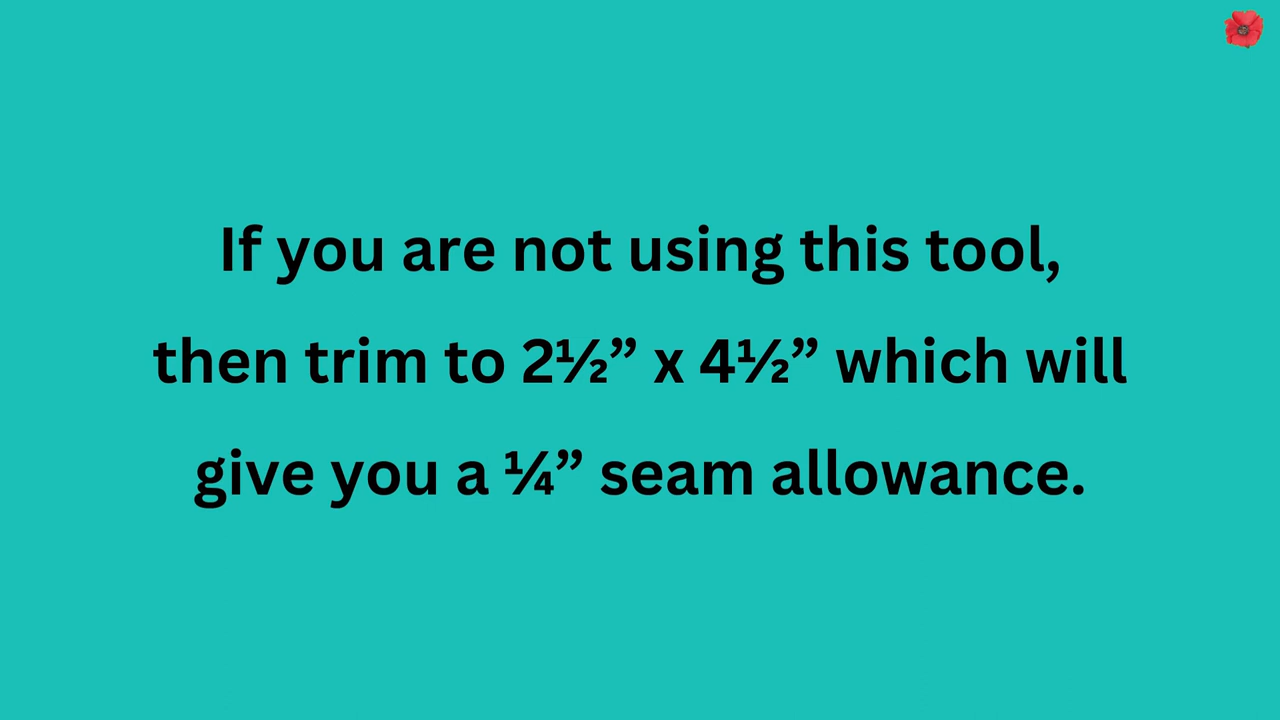 If you are not using this tool,
then trim to 2½” x 4½” which will
give you a ¼” seam allowance.